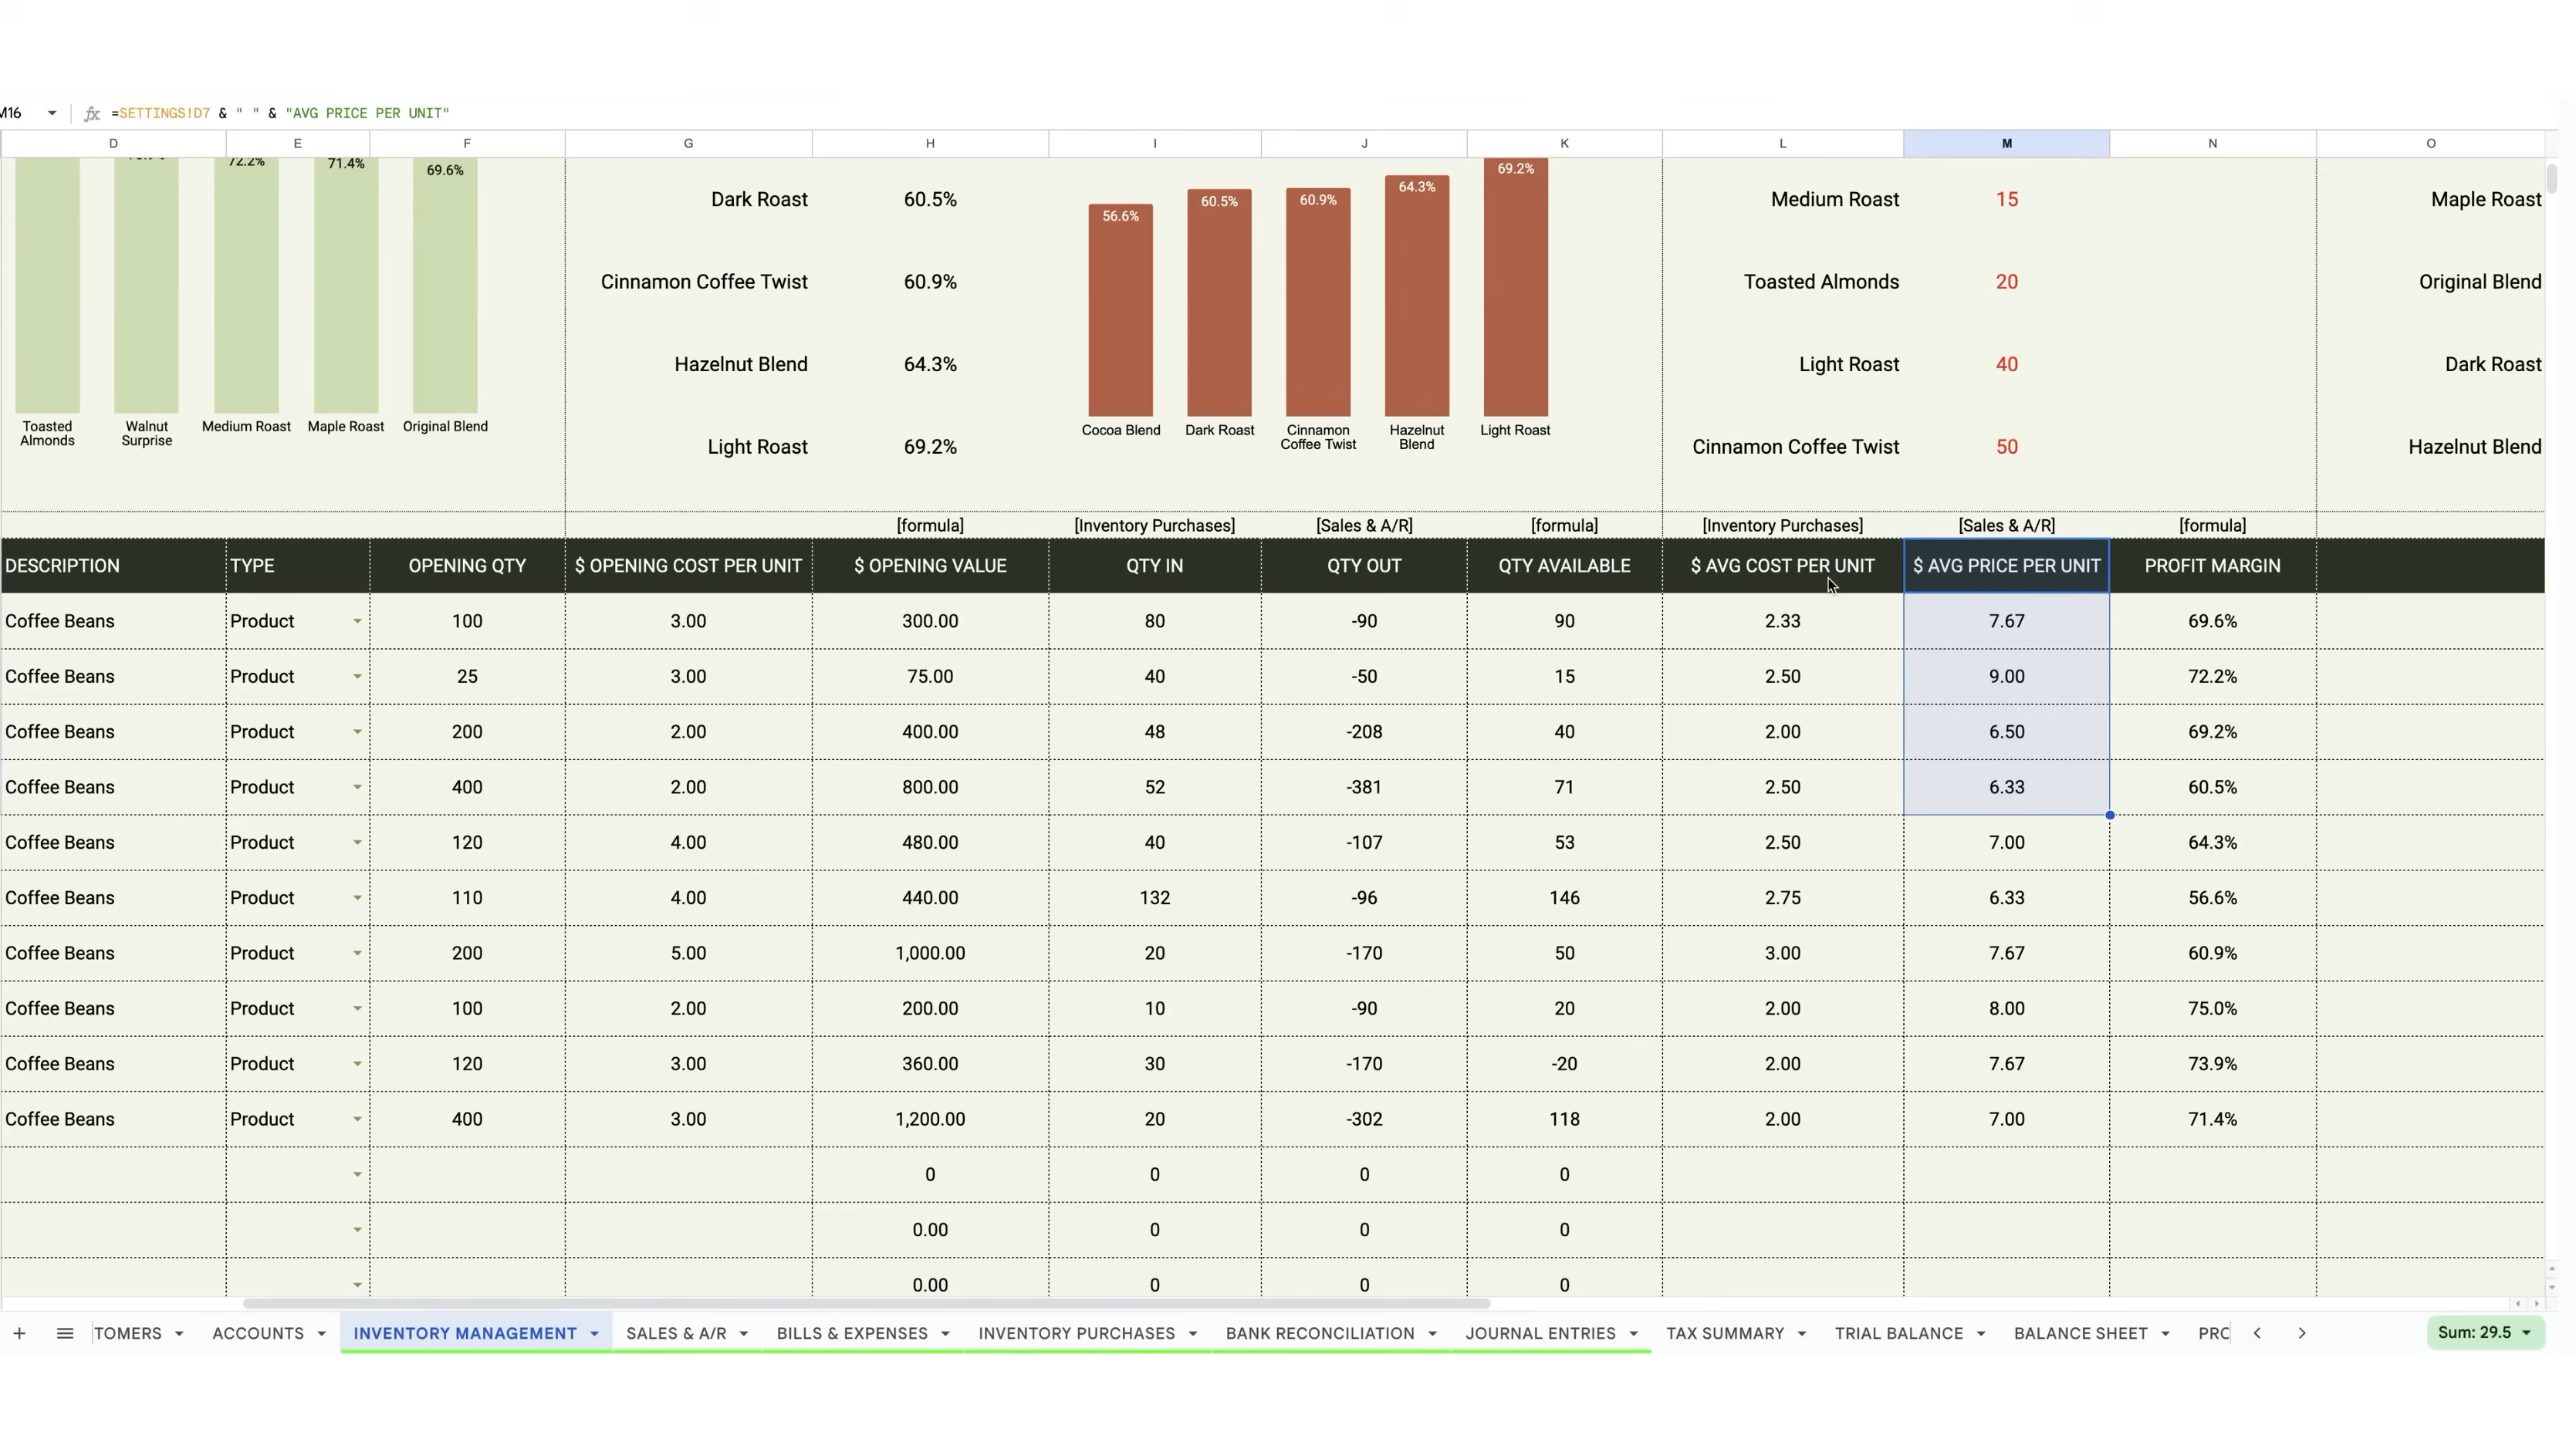 M16 fx =SETTINGS!D7 & " " & "AVG PRICE PER UNIT"
D E F G H I J K L M N O
72.2% 71.4% 69.6%
Dark Roast 60.5%
Cinnamon Coffee Twist 60.9%
Hazelnut Blend 64.3%
Light Roast 69.2%
Toasted Almonds
Walnut Surprise
Medium Roast
Maple Roast
Original Blend
56.6% 60.5% 60.9% 64.3% 69.2%
Cocoa Blend
Dark Roast
Cinnamon Coffee Twist
Hazelnut Blend
Light Roast
Medium Roast 15
Toasted Almonds 20
Light Roast 40
Cinnamon Coffee Twist 50
Maple Roast
Original Blend
Dark Roast
Hazelnut Blend
[formula] [Inventory Purchases] [Sales & A/R] [formula] [Inventory Purchases] [Sales & A/R] [formula]
DESCRIPTION TYPE OPENING QTY $ OPENING COST PER UNIT $ OPENING VALUE QTY IN QTY OUT QTY AVAILABLE $ AVG COST PER UNIT $ AVG PRICE PER UNIT PROFIT MARGIN
Coffee Beans Product 100 3.00 300.00 80 -90 90 2.33 7.67 69.6%
Coffee Beans Product 25 3.00 75.00 40 -50 15 2.50 9.00 72.2%
Coffee Beans Product 200 2.00 400.00 48 -208 40 2.00 6.50 69.2%
Coffee Beans Product 400 2.00 800.00 52 -381 71 2.50 6.33 60.5%
Coffee Beans Product 120 4.00 480.00 40 -107 53 2.50 7.00 64.3%
Coffee Beans Product 110 4.00 440.00 132 -96 146 2.75 6.33 56.6%
Coffee Beans Product 200 5.00 1,000.00 20 -170 50 3.00 7.67 60.9%
Coffee Beans Product 100 2.00 200.00 10 -90 20 2.00 8.00 75.0%
Coffee Beans Product 120 3.00 360.00 30 -170 -20 2.00 7.67 73.9%
Coffee Beans Product 400 3.00 1,200.00 20 -302 118 2.00 7.00 71.4%
0 0 0 0
0.00 0 0 0
0.00 0 0 0
TOMERS ACCOUNTS INVENTORY MANAGEMENT SALES & A/R BILLS & EXPENSES INVENTORY PURCHASES BANK RECONCILIATION JOURNAL ENTRIES TAX SUMMARY TRIAL BALANCE BALANCE SHEET PRO Sum: 29.5